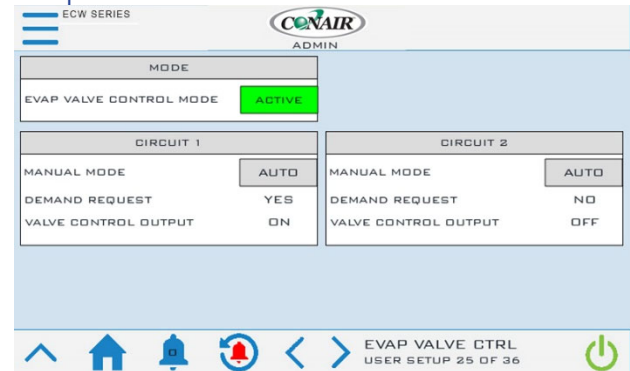 ECW SERIES
CONAIR
ADMIN
MODE
EVAP VALVE CONTROL MODE ACTIVE
CIRCUIT 1
MANUAL MODE AUTO
DEMAND REQUEST YES
VALVE CONTROL OUTPUT ON
CIRCUIT 2
MANUAL MODE AUTO
DEMAND REQUEST NO
VALVE CONTROL OUTPUT OFF
0
EVAP VALVE CTRL
USER SETUP 25 OF 36